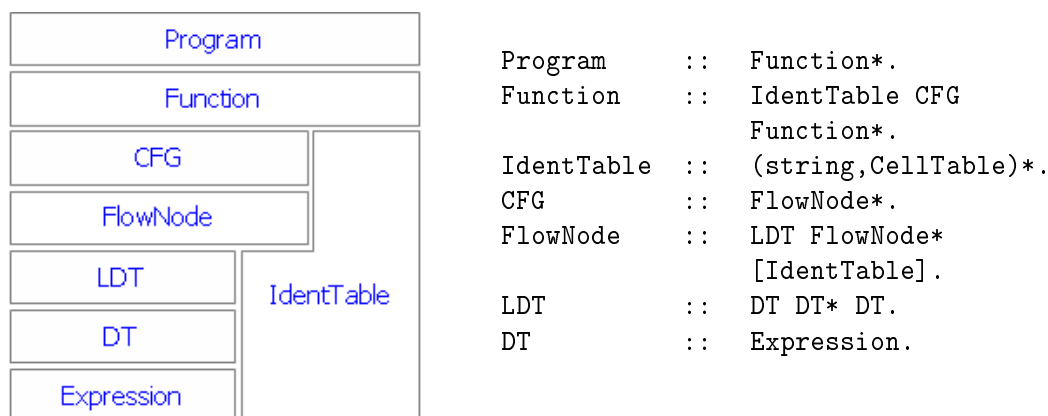 Program
Function
CFG
FlowNode
LDT
IdentTable
DT
Expression
Program :: Function*.
Function :: IdentTable CFG
Function*.
IdentTable :: (string,CellTable)*.
CFG :: FlowNode*.
FlowNode :: LDT FlowNode*
[IdentTable].
LDT :: DT DT* DT.
DT :: Expression.